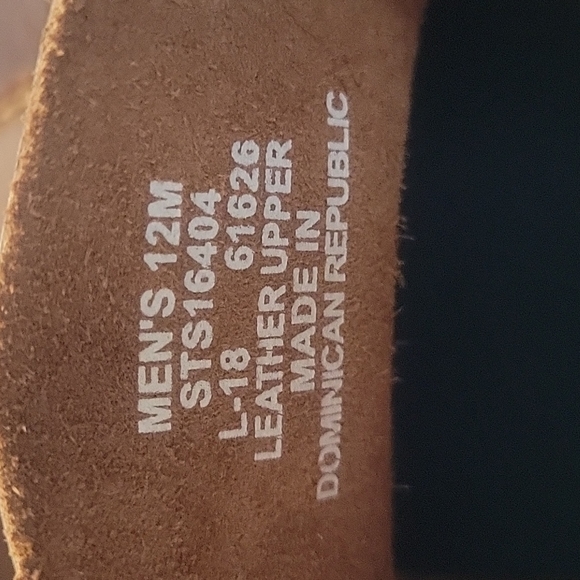 MEN'S 12M
STS16404
L-18 61626
LEATHER UPPER
MADE IN
DOMINICAN REPUBLIC